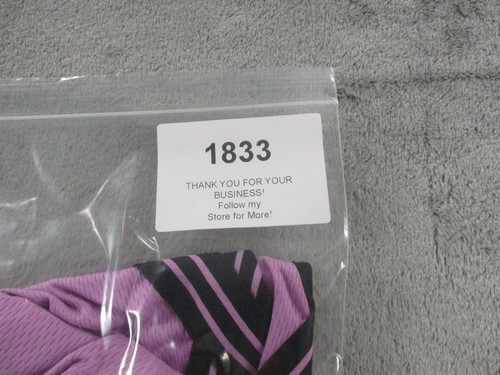 1833
THANK YOU FOR YOUR
BUSINESS!
Follow my
Store for More!